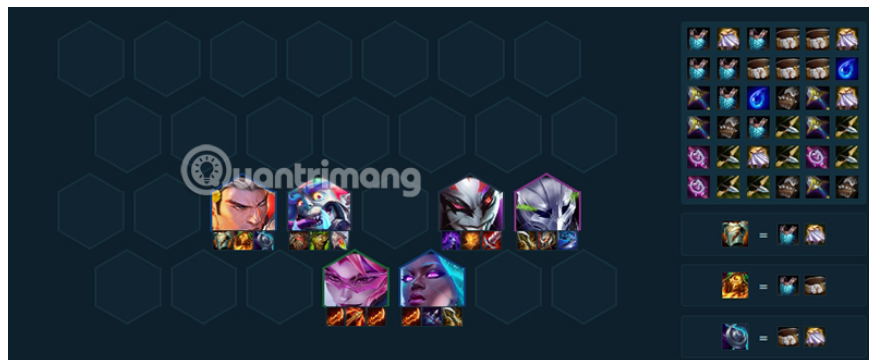 Quantrimang
=
=
=